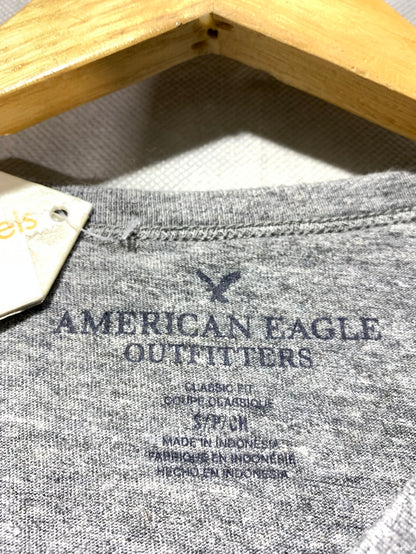 AMERICAN EAGLE
OUTFITTERS
CLASSIC FIT
COUPE CLASSIQUE
S/P/CH
MADE IN INDONESIA
FABRIQUÉ EN INDONÉSIE
HECHO EN INDONESIA